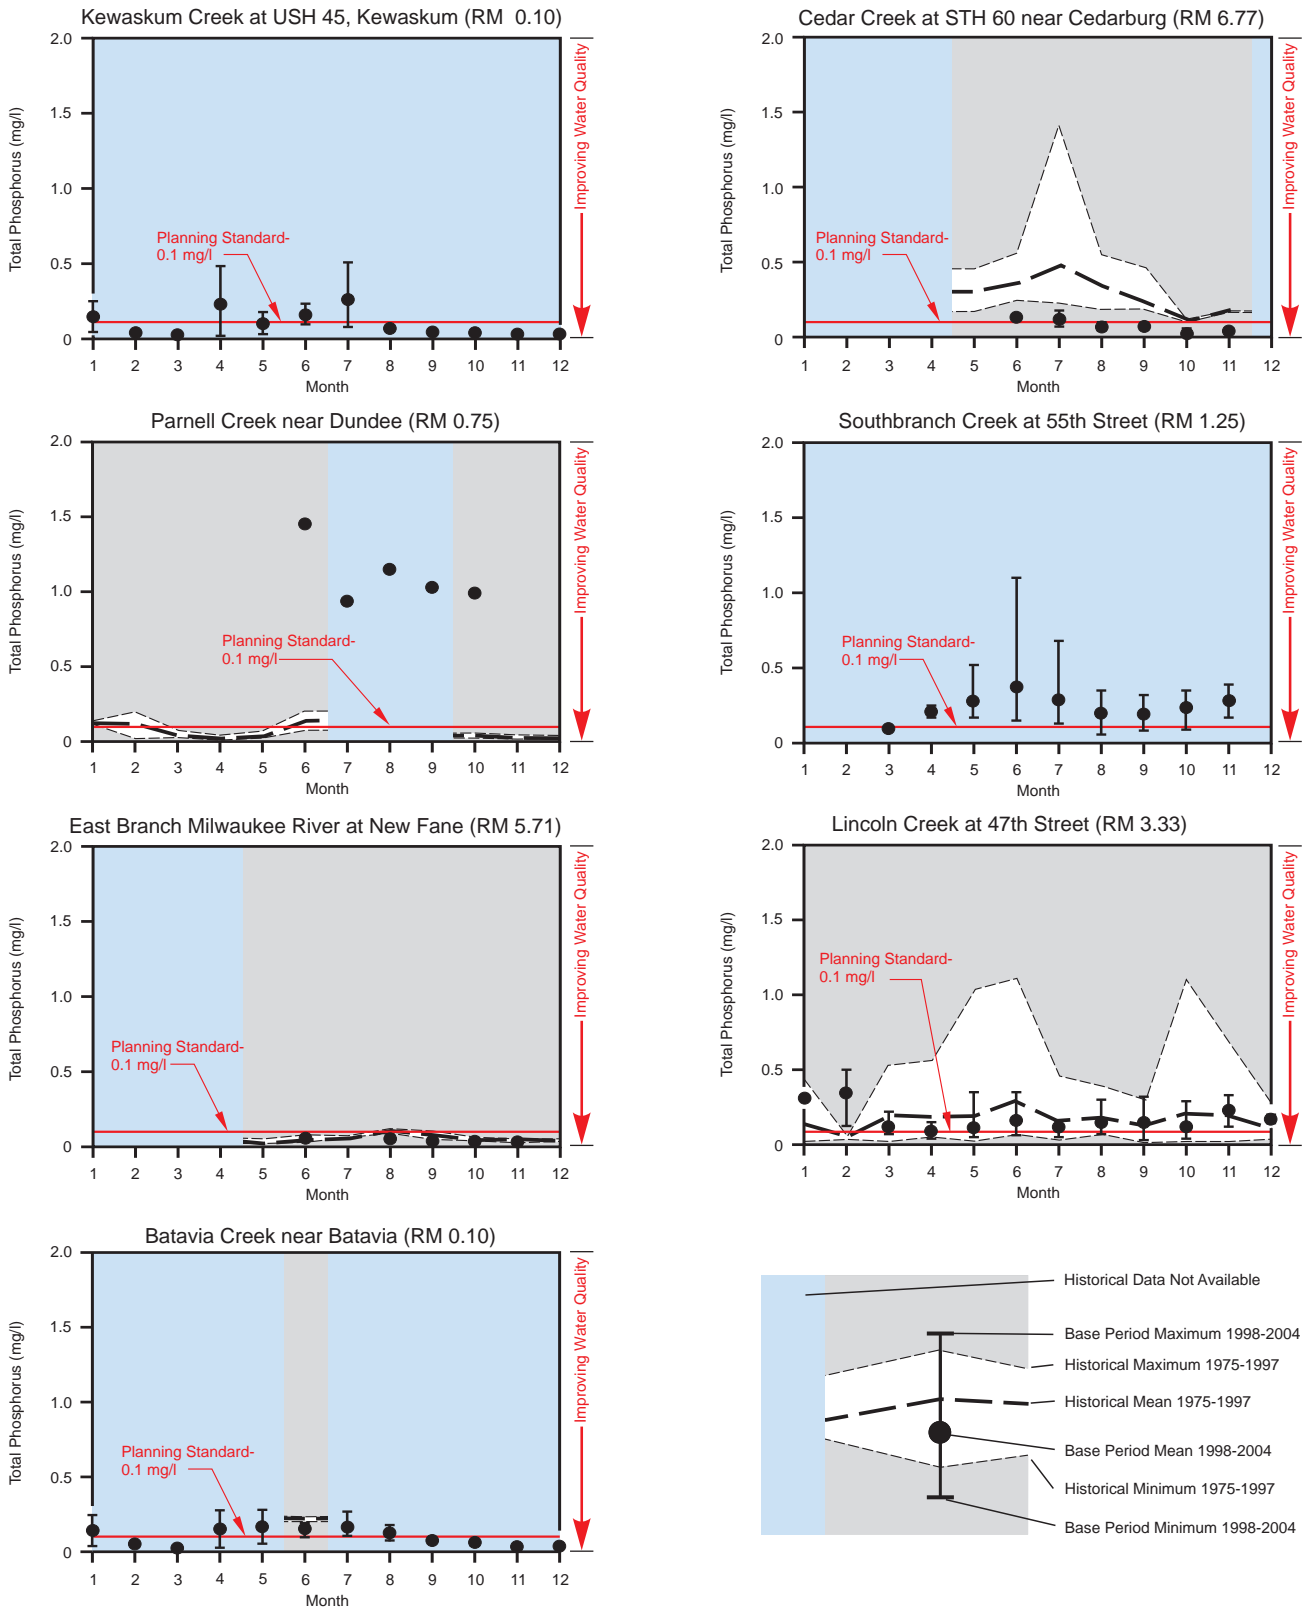 Kewaskum Creek at USH 45, Kewaskum (RM 0.10)
Total Phosphorus (mg/l)
2.0
1.5
1.0
0.5
0
Planning Standard-
0.1 mg/l
1 2 3 4 5 6 7 8 9 10 11 12
Month
Improving Water Quality
Cedar Creek at STH 60 near Cedarburg (RM 6.77)
Total Phosphorus (mg/l)
2.0
1.5
1.0
0.5
0
Planning Standard-
0.1 mg/l
1 2 3 4 5 6 7 8 9 10 11 12
Month
Improving Water Quality
Parnell Creek near Dundee (RM 0.75)
Total Phosphorus (mg/l)
2.0
1.5
1.0
0.5
0
Planning Standard-
0.1 mg/l
1 2 3 4 5 6 7 8 9 10 11 12
Month
Improving Water Quality
Southbranch Creek at 55th Street (RM 1.25)
Total Phosphorus (mg/l)
2.0
1.5
1.0
0.5
0
Planning Standard-
0.1 mg/l
1 2 3 4 5 6 7 8 9 10 11 12
Month
Improving Water Quality
East Branch Milwaukee River at New Fane (RM 5.71)
Total Phosphorus (mg/l)
2.0
1.5
1.0
0.5
0
Planning Standard-
0.1 mg/l
1 2 3 4 5 6 7 8 9 10 11 12
Month
Improving Water Quality
Lincoln Creek at 47th Street (RM 3.33)
Total Phosphorus (mg/l)
2.0
1.5
1.0
0.5
0
Planning Standard-
0.1 mg/l
1 2 3 4 5 6 7 8 9 10 11 12
Month
Improving Water Quality
Batavia Creek near Batavia (RM 0.10)
Total Phosphorus (mg/l)
2.0
1.5
1.0
0.5
0
Planning Standard-
0.1 mg/l
1 2 3 4 5 6 7 8 9 10 11 12
Month
Improving Water Quality
Historical Data Not Available
Base Period Maximum 1998-2004
Historical Maximum 1975-1997
Historical Mean 1975-1997
Base Period Mean 1998-2004
Historical Minimum 1975-1997
Base Period Minimum 1998-2004